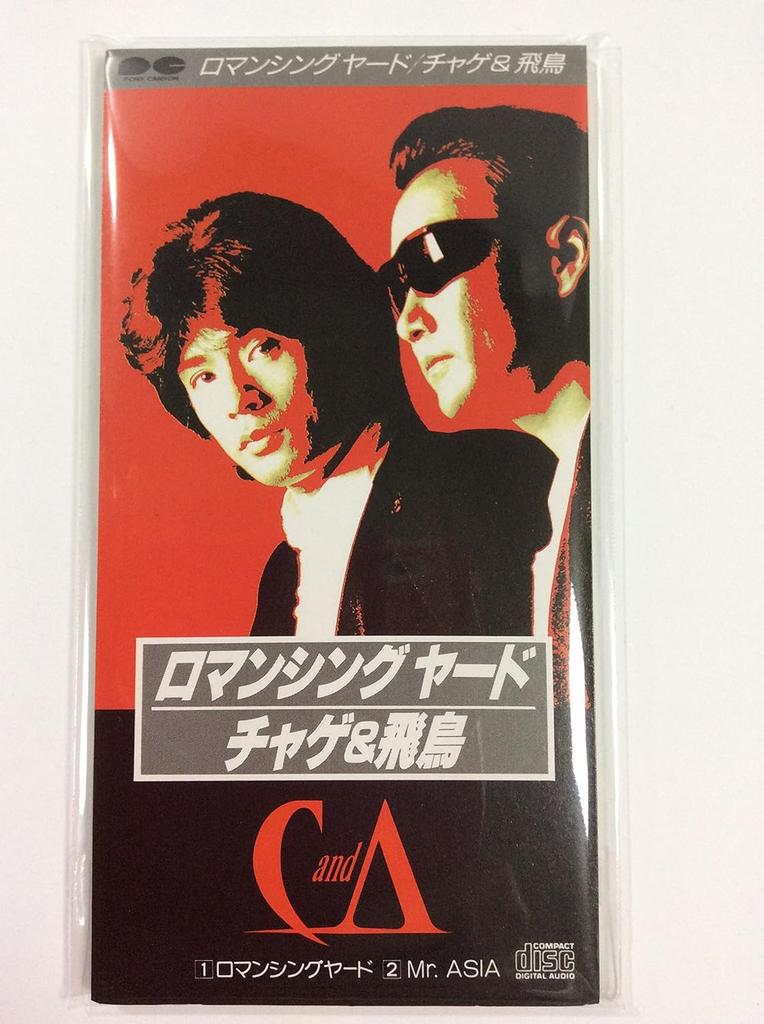 PONY CANYON
ロマンシングヤード/チャゲ&飛鳥
ロマンシング ヤード
チャゲ&飛鳥
C and A
1 ロマンシングヤード 2 Mr. ASIA
COMPACT
disc
DIGITAL AUDIO